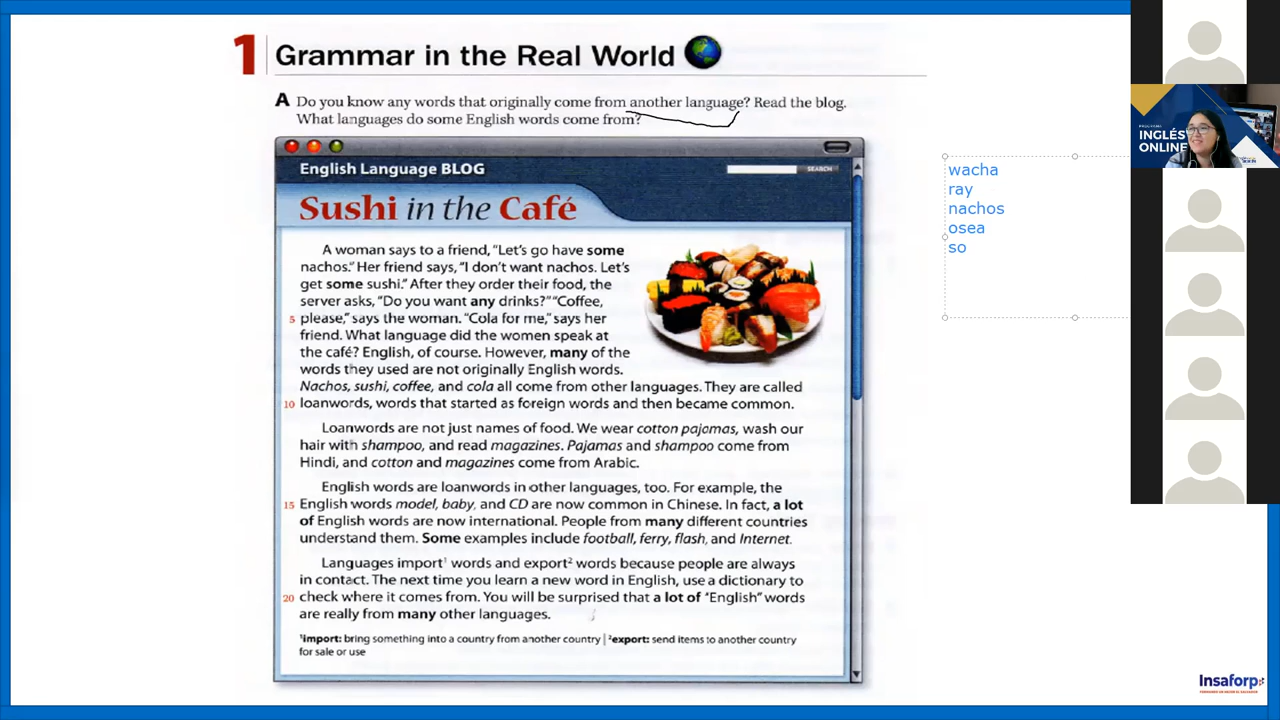 1 Grammar in the Real World
A Do you know any words that originally come from another language? Read the blog.
What languages do some English words come from?
English Language BLOG
SEARCH
Sushi in the Café
A woman says to a friend, “Let’s go have some
nachos.” Her friend says, “I don’t want nachos. Let’s
get some sushi.” After they order their food, the
server asks, “Do you want any drinks?” “Coffee,
5 please,” says the woman. “Cola for me,” says her
friend. What language did the women speak at
the café? English, of course. However, many of the
words they used are not originally English words.
Nachos, sushi, coffee, and cola all come from other languages. They are called
10 loanwords, words that started as foreign words and then became common.
Loanwords are not just names of food. We wear cotton pajamas, wash our
hair with shampoo, and read magazines. Pajamas and shampoo come from
Hindi, and cotton and magazines come from Arabic.
English words are loanwords in other languages, too. For example, the
15 English words model, baby, and CD are now common in Chinese. In fact, a lot
of English words are now international. People from many different countries
understand them. Some examples include football, ferry, flash, and Internet.
Languages import¹ words and export² words because people are always
in contact. The next time you learn a new word in English, use a dictionary to
20 check where it comes from. You will be surprised that a lot of “English” words
are really from many other languages.
¹import: bring something into a country from another country | ²export: send items to another country
for sale or use
wacha
ray
nachos
osea
so
INGLÉS
ONLINE
Insaforp